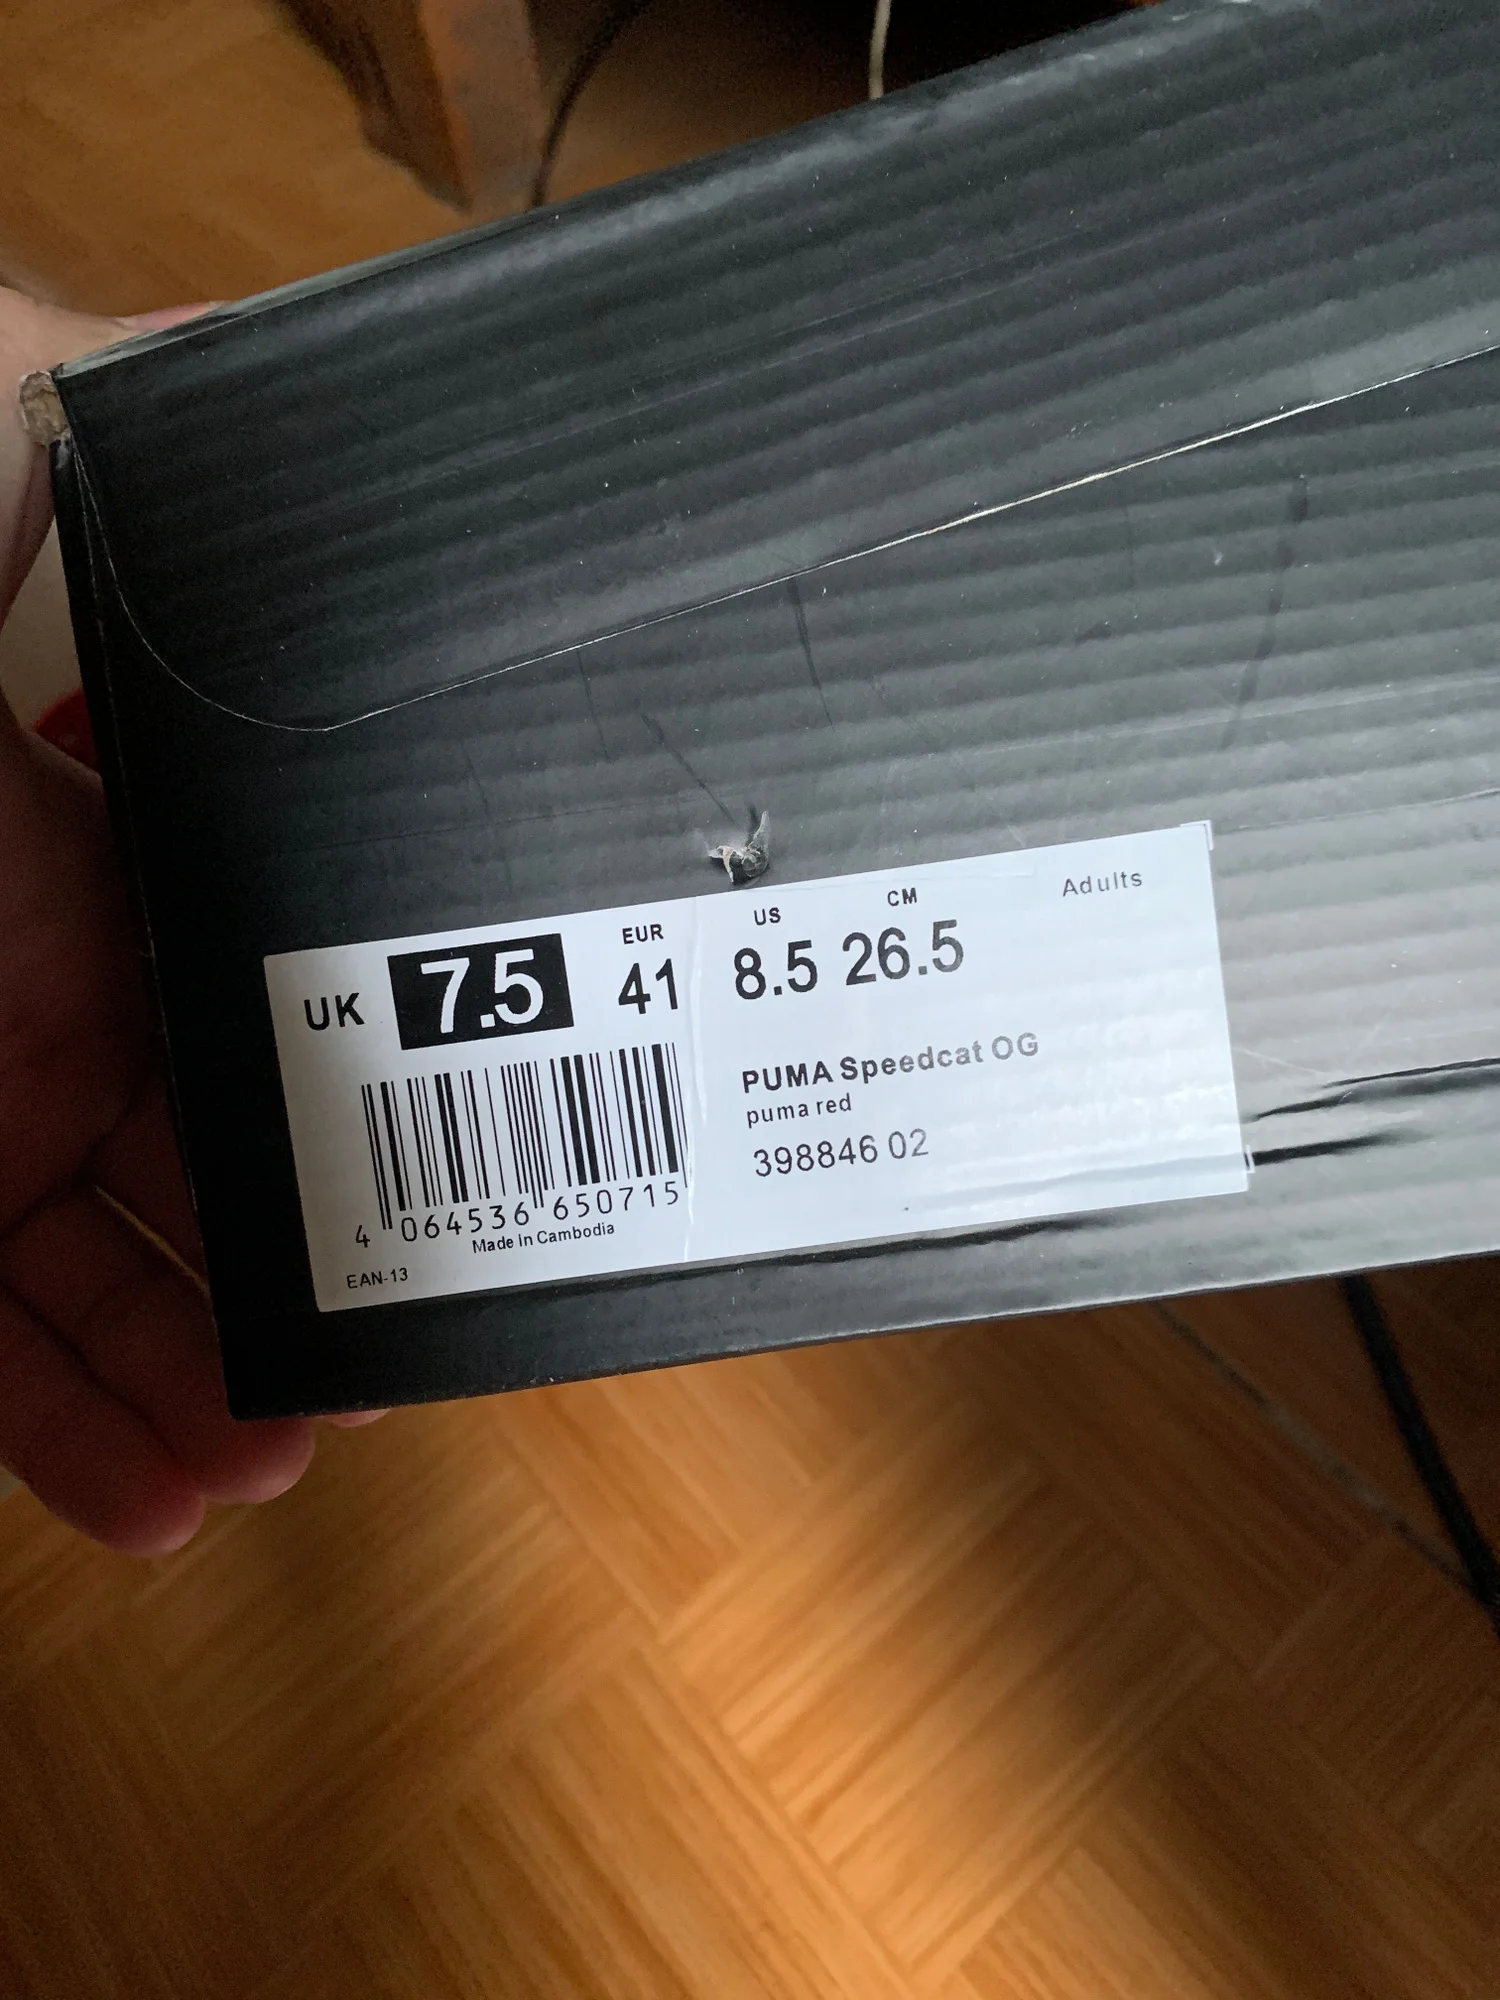 UK 7.5
EUR
41
US
8.5
CM
26.5
Adults
PUMA Speedcat OG
puma red
398846 02
4 064536 650715
Made in Cambodia
EAN-13